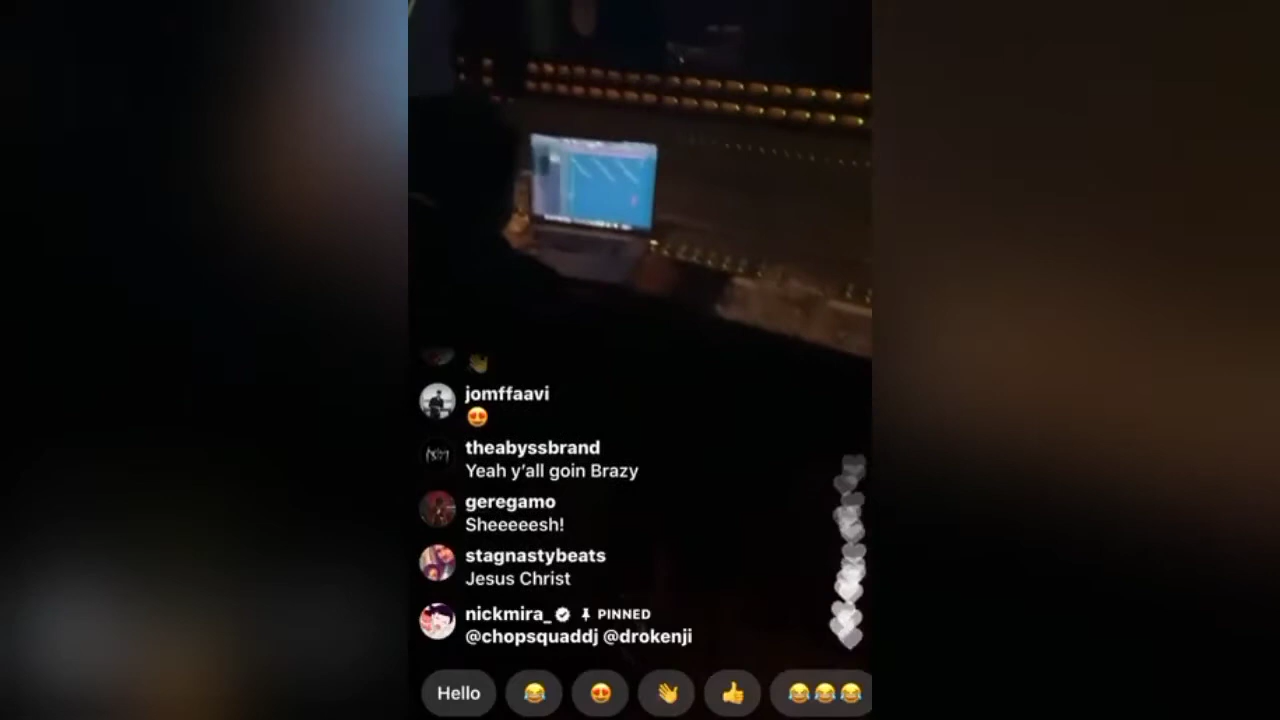 👋
jomffaavi
😍
theabyssbrand
Yeah y’all goin Brazy
geregamo
Sheeeeesh!
stagnastybeats
Jesus Christ
nickmira_ PINNED
@chopsquaddj @drokenji
Hello 😂 😍 👋 👍 😂😂😂